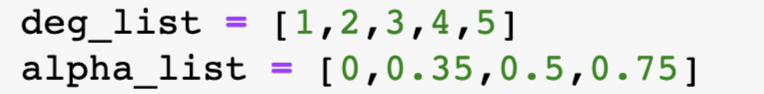 deg_list = [1,2,3,4,5]
alpha_list = [0,0.35,0.5,0.75]